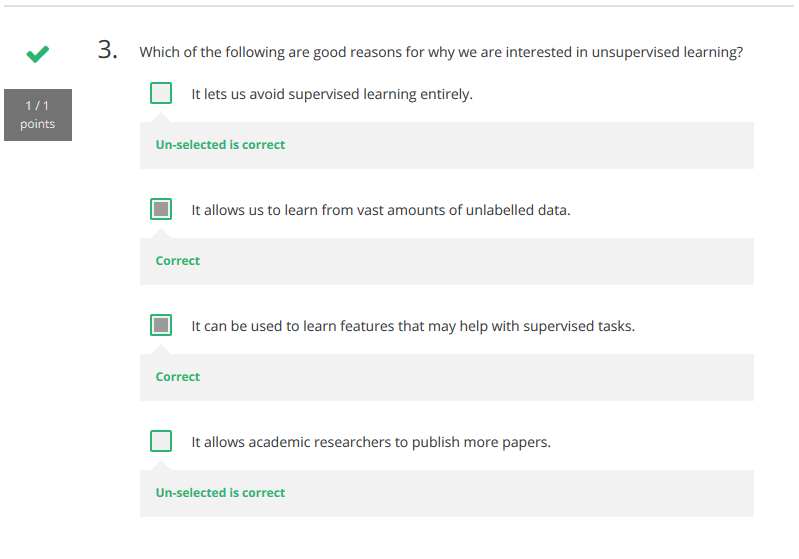 3. Which of the following are good reasons for why we are interested in unsupervised learning?
1 / 1
points
It lets us avoid supervised learning entirely.
Un-selected is correct
It allows us to learn from vast amounts of unlabelled data.
Correct
It can be used to learn features that may help with supervised tasks.
Correct
It allows academic researchers to publish more papers.
Un-selected is correct